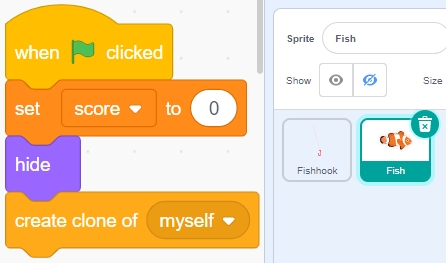 when clicked
set score to 0
hide
create clone of myself
Sprite Fish
Show Size
Fishhook Fish